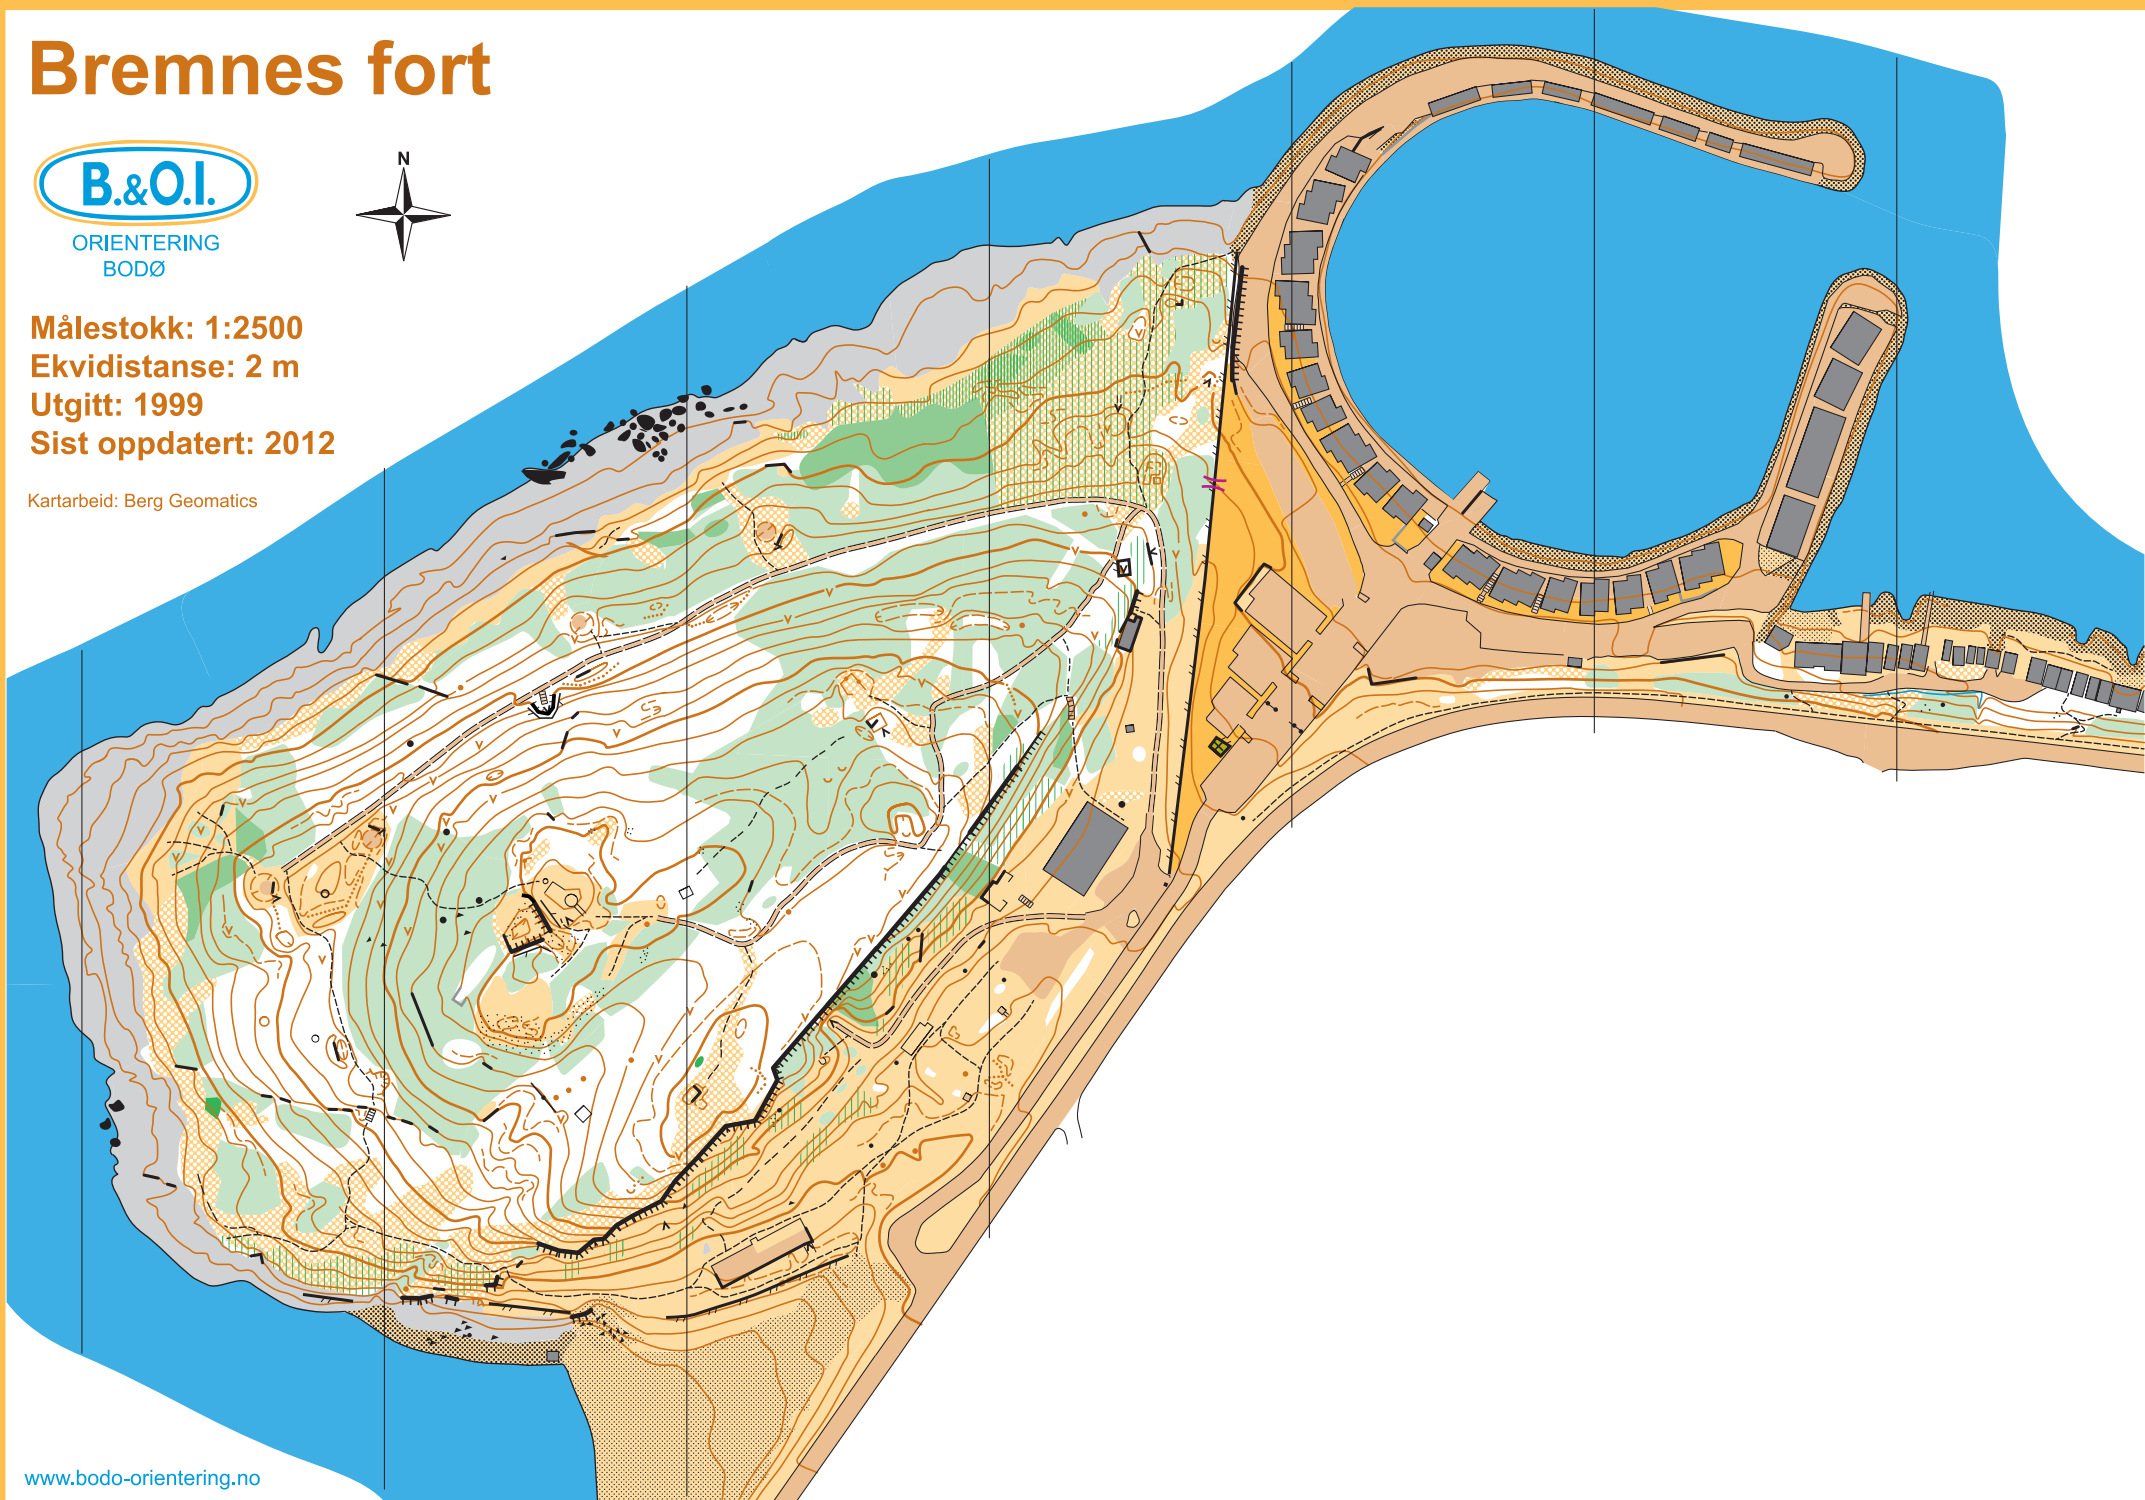 Bremnes fort
B.&O.I.
ORIENTERING
BODØ
N
Målestokk: 1:2500
Ekvidistanse: 2 m
Utgitt: 1999
Sist oppdatert: 2012
Kartarbeid: Berg Geomatics
www.bodo-orientering.no